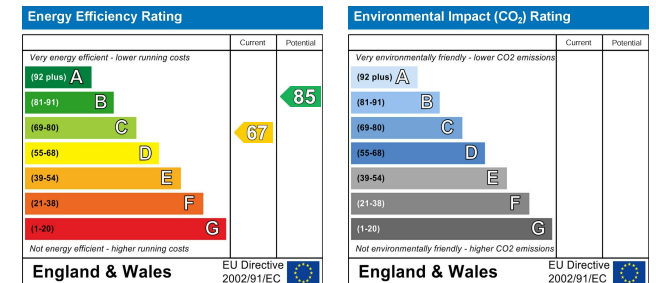 Energy Efficiency Rating
Current Potential
Very energy efficient - lower running costs
(92 plus) A
(81-91) B
85
(69-80) C
67
(55-68) D
(39-54) E
(21-38) F
(1-20) G
Not energy efficient - higher running costs
England & Wales
EU Directive
2002/91/EC
Environmental Impact (CO2) Rating
Current Potential
Very environmentally friendly - lower CO2 emissions
(92 plus) A
(81-91) B
(69-80) C
(55-68) D
(39-54) E
(21-38) F
(1-20) G
Not environmentally friendly - higher CO2 emissions
England & Wales
EU Directive
2002/91/EC